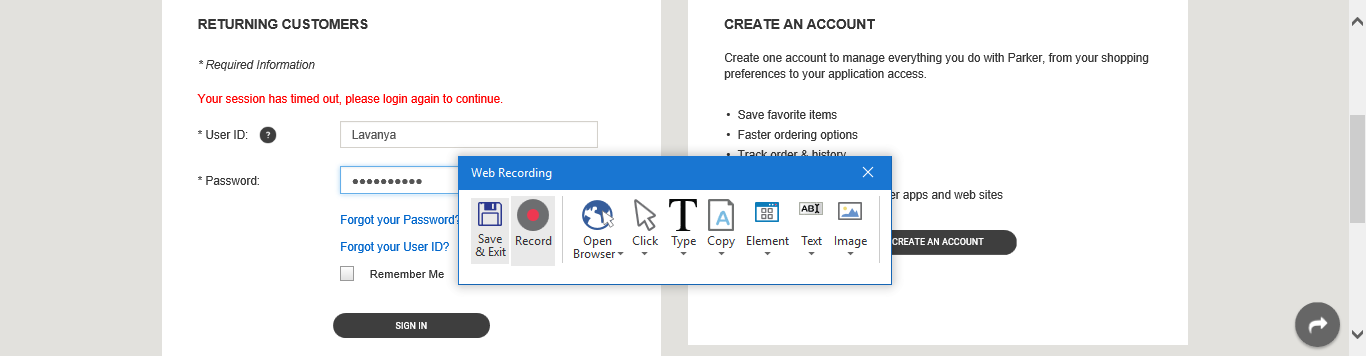 RETURNING CUSTOMERS
* Required Information
Your session has timed out, please login again to continue.
* User ID: ?
Lavanya
* Password:
Forgot your Password?
Forgot your User ID?
Remember Me
SIGN IN
CREATE AN ACCOUNT
Create one account to manage everything you do with Parker, from your shopping
preferences to your application access.
• Save favorite items
• Faster ordering options
• Track order & history
apps and web sites
CREATE AN ACCOUNT
Web Recording
Save
& Exit
Record
Open
Browser
Click
T
Type
A
Copy
Element
AB
Text
Image